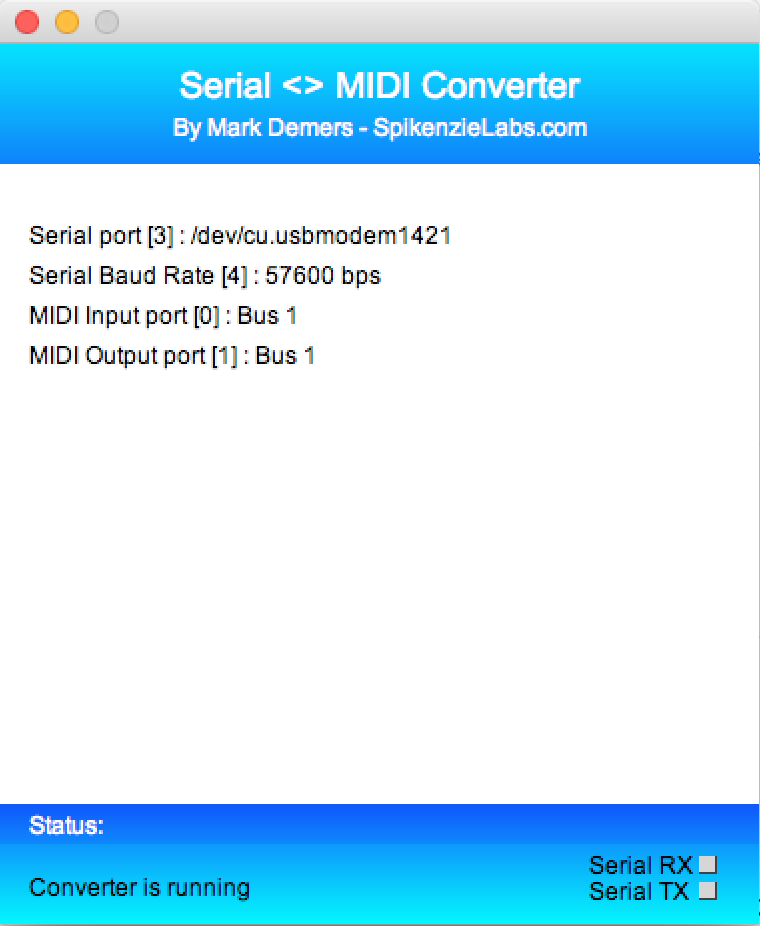 Serial <> MIDI Converter
By Mark Demers - SpikenzieLabs.com
Serial port [3] : /dev/cu.usbmodem1421
Serial Baud Rate [4] : 57600 bps
MIDI Input port [0] : Bus 1
MIDI Output port [1] : Bus 1
Status:
Serial RX
Converter is running
Serial TX